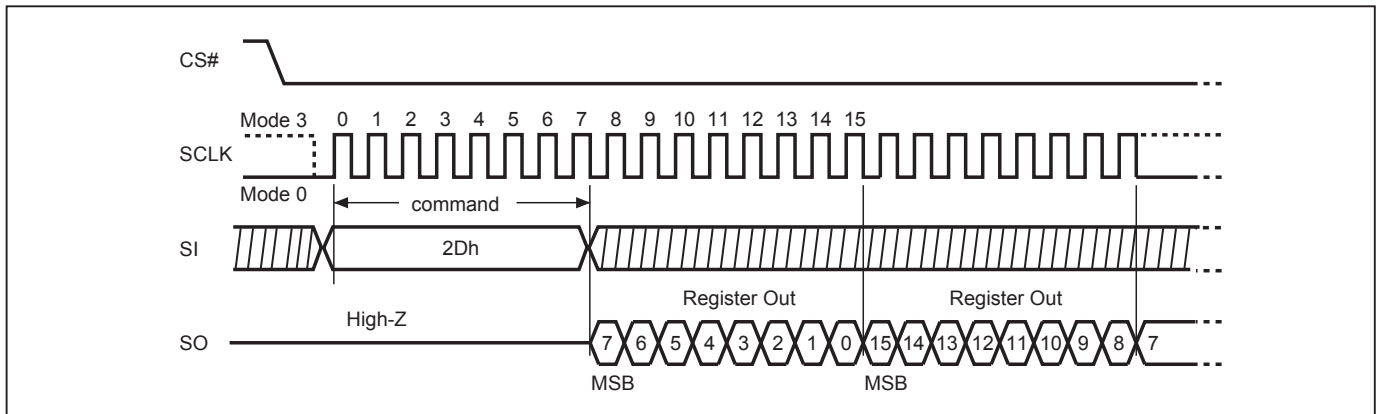 CS#
Mode 3 0 1 2 3 4 5 6 7 8 9 10 11 12 13 14 15
SCLK
Mode 0
command
SI
2Dh
Register Out Register Out
High-Z
SO
7 6 5 4 3 2 1 0 15 14 13 12 11 10 9 8 7
MSB MSB